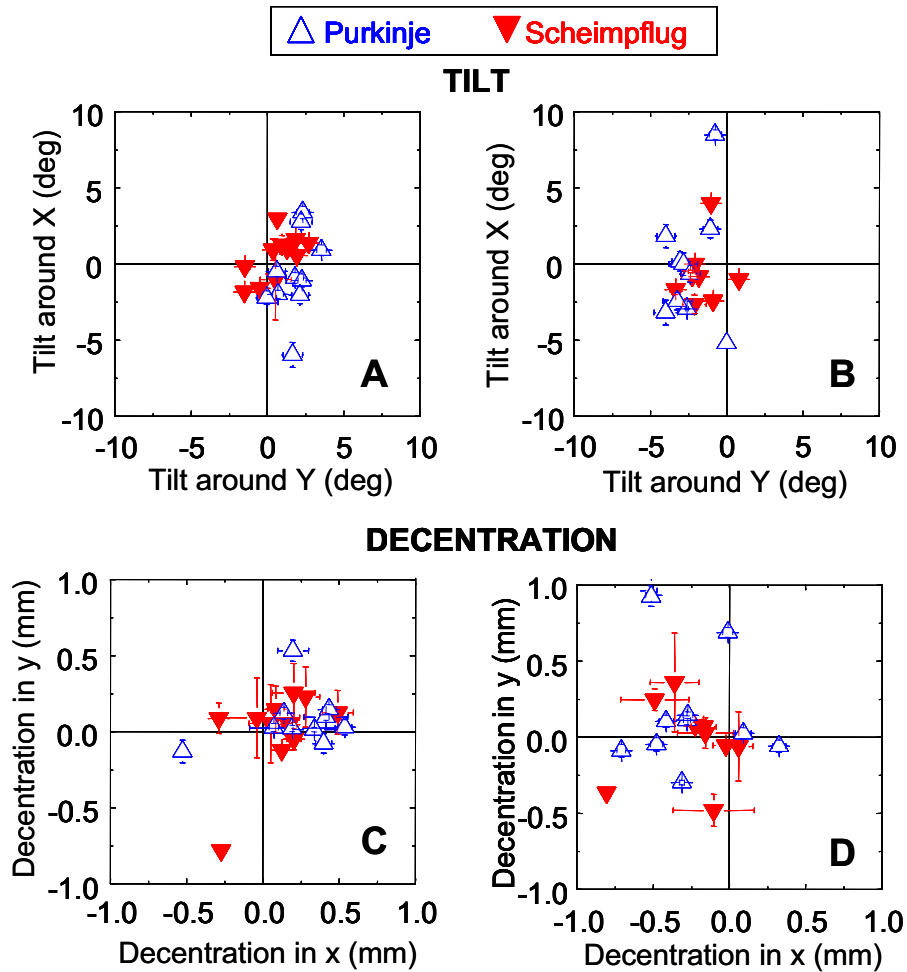 Purkinje Scheimpflug
TILT
10
5
0
-5
-10
Tilt around X (deg)
A
-10 -5 0 5 10
Tilt around Y (deg)
10
5
0
-5
-10
Tilt around X (deg)
B
-10 -5 0 5 10
Tilt around Y (deg)
DECENTRATION
1.0
0.5
0.0
-0.5
-1.0
Decentration in y (mm)
C
-1.0 -0.5 0.0 0.5 1.0
Decentration in x (mm)
1.0
0.5
0.0
-0.5
-1.0
Decentration in y (mm)
D
-1.0 -0.5 0.0 0.5 1.0
Decentration in x (mm)